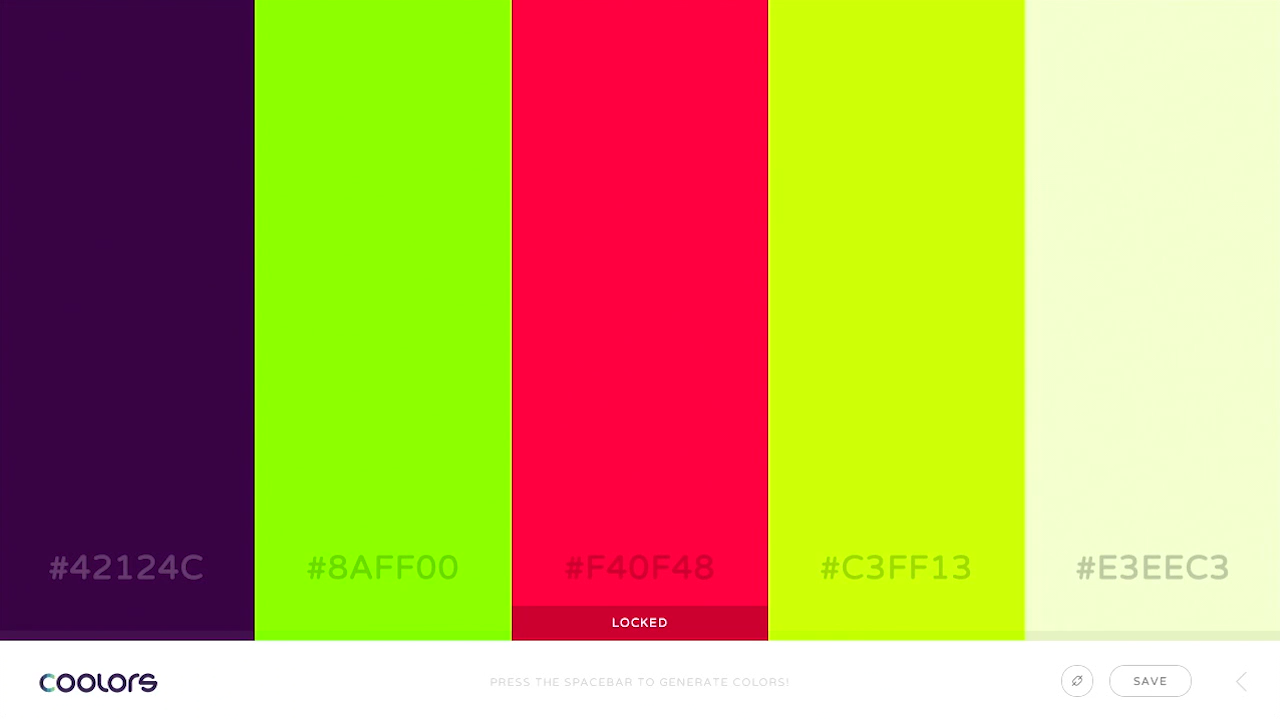 #42124C
#8AFF00
#F40F48
#C3FF13
#E3EEC3
LOCKED
COOLORS
PRESS THE SPACEBAR TO GENERATE COLORS!
SAVE